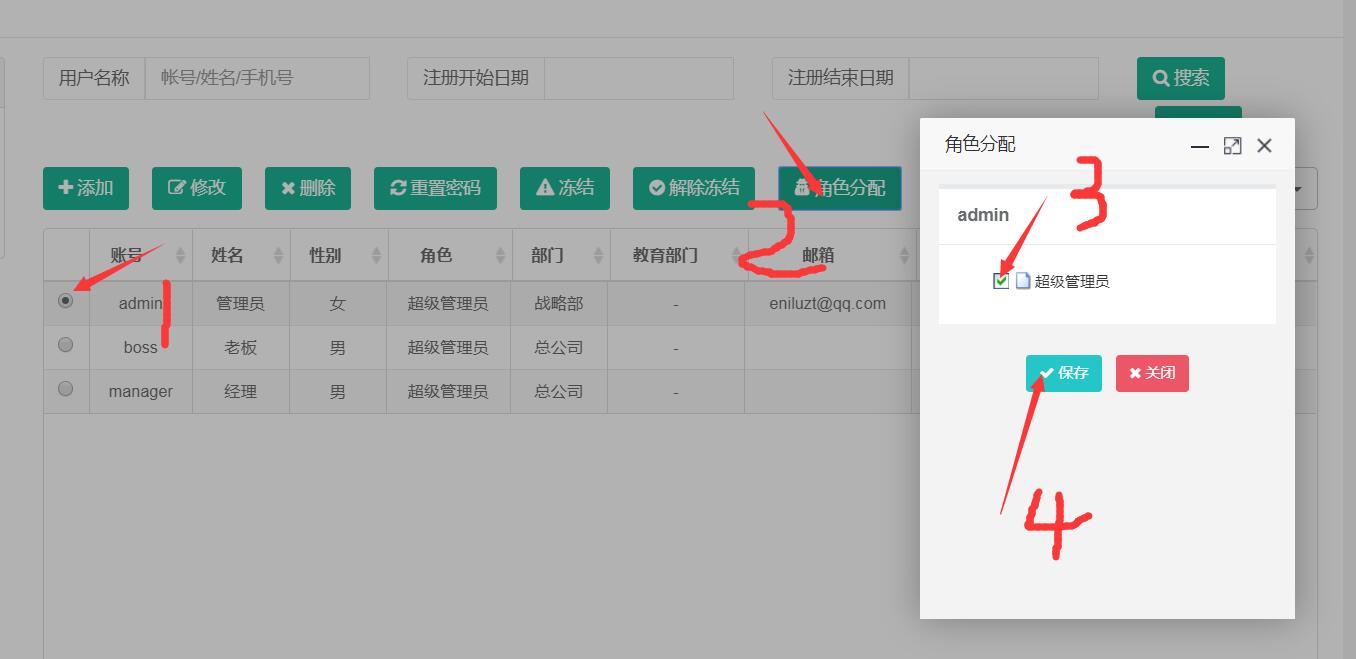 用户名称 帐号/姓名/手机号 注册开始日期 注册结束日期 搜索
添加 修改 删除 重置密码 冻结 解除冻结 角色分配
账号 姓名 性别 角色 部门 教育部门 邮箱
admin 管理员 女 超级管理员 战略部 - eniluzt@qq.com
boss 老板 男 超级管理员 总公司 -
manager 经理 男 超级管理员 总公司 -
角色分配
admin
超级管理员
保存 关闭
1
2
3
4